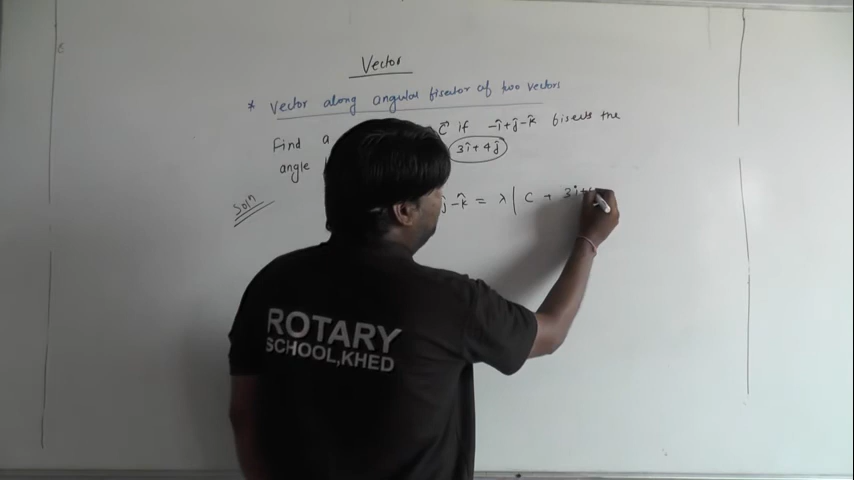 Vector
* Vector along angular bisector of two vectors
Find a C⃗ if -î+ĵ-k̂ bisects the
angle 3î+4ĵ
Solⁿ
ĵ-k̂ = λ | C + 3î+
ROTARY
SCHOOL,KHED